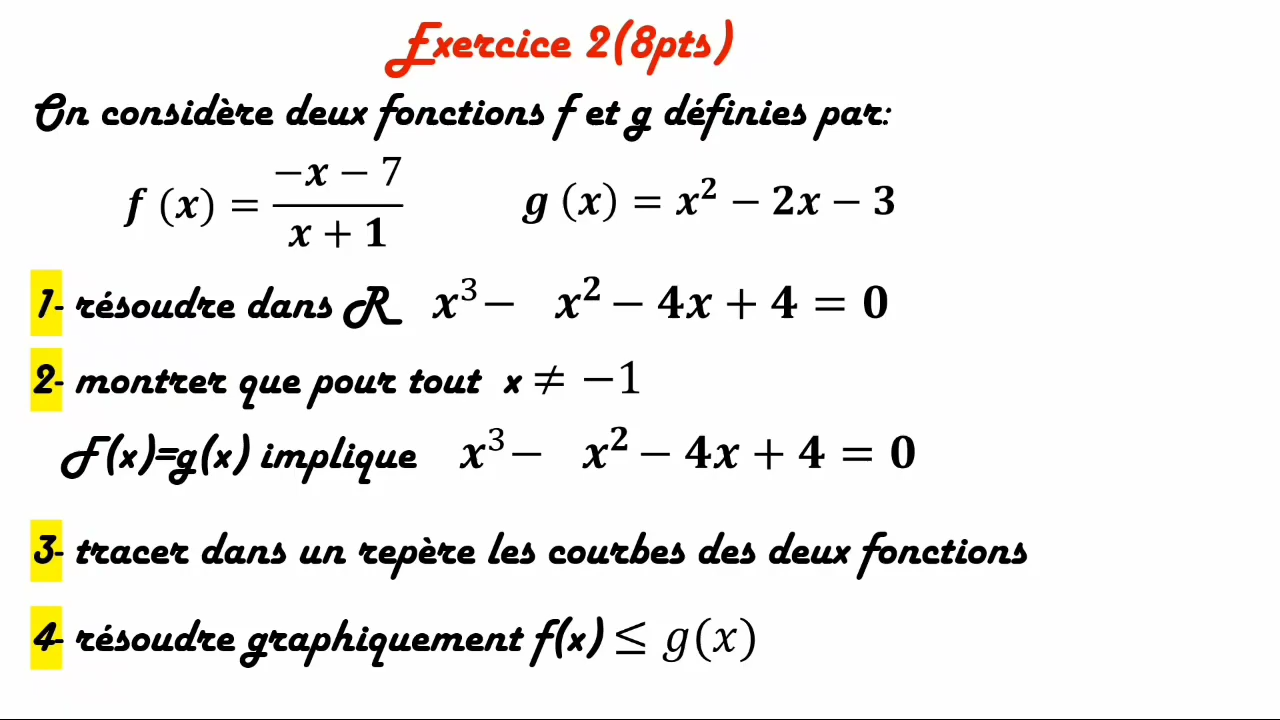 Exercice 2(8pts)
On considère deux fonctions f et g définies par:
f (x) = (−x − 7)/(x + 1) g (x) = x² − 2x − 3
1- résoudre dans R x³ − x² − 4x + 4 = 0
2- montrer que pour tout x ≠ −1
F(x)=g(x) implique x³ − x² − 4x + 4 = 0
3- tracer dans un repère les courbes des deux fonctions
4- résoudre graphiquement f(x) ≤ g(x)